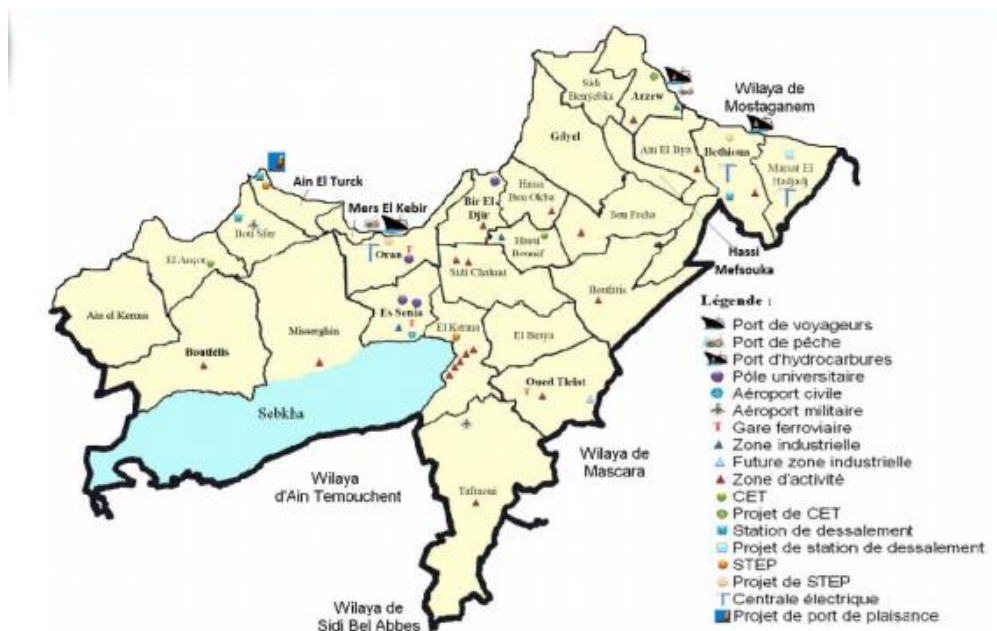 Sidi
Benyebka
Arzew
Wilaya de
Mostaganem
Gdyel
Ain El Bya
Bethioua
Marsat El
Hadjadj
Ain El Turck
Mers El Kebir
Bir El
Djir
Hassi
Ben Okba
Ben Freha
Bou Sfer
Oran
Hassi
Bounif
Hassi
Mefsouka
El Ançor
Sidi Chahmi
Boufatis
Ain el Kerma
Misserghin
Es Senia
El Kerma
El Braya
Boutlélis
Oued Tlelat
Sebkha
Wilaya
d'Ain Temouchent
Wilaya de
Mascara
Tafraoui
Wilaya de
Sidi Bel Abbes
Légende :
Port de voyageurs
Port de pêche
Port d'hydrocarbures
Pôle universitaire
Aéroport civile
Aéroport militaire
Gare ferroviaire
Zone industrielle
Future zone industrielle
Zone d'activité
CET
Projet de CET
Station de dessalement
Projet de station de dessalement
STEP
Projet de STEP
Centrale électrique
Projet de port de plaisance